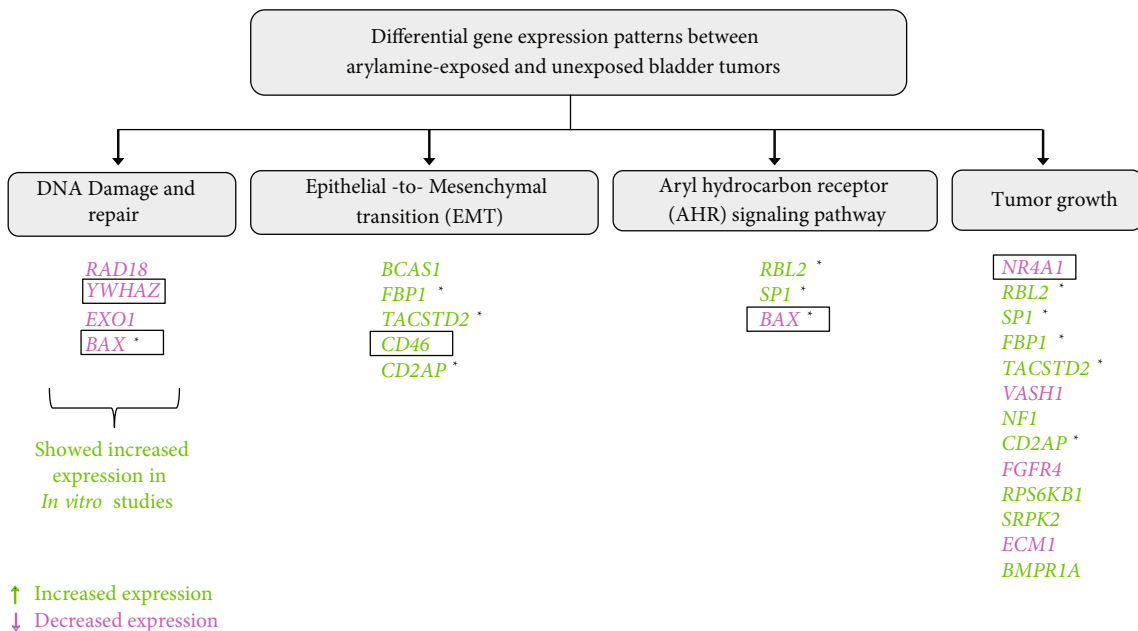 Differential gene expression patterns between
arylamine-exposed and unexposed bladder tumors
DNA Damage and
repair
RAD18
YWHAZ
EXO1
BAX *
Showed increased
expression in
In vitro studies
Epithelial -to- Mesenchymal
transition (EMT)
BCAS1
FBP1 *
TACSTD2 *
CD46
CD2AP *
Aryl hydrocarbon receptor
(AHR) signaling pathway
RBL2 *
SP1 *
BAX *
Tumor growth
NR4A1
RBL2 *
SP1 *
FBP1 *
TACSTD2 *
VASH1
NF1
CD2AP *
FGFR4
RPS6KB1
SRPK2
ECM1
BMPR1A
↑ Increased expression
↓ Decreased expression